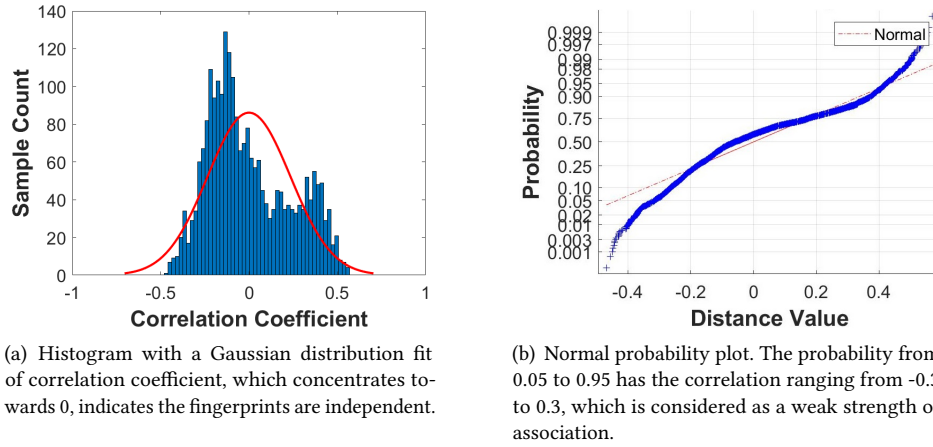 140
120
100
80
60
40
20
0
Sample Count
-1
-0.5
0
0.5
1
Correlation Coefficient
0.999
0.997
0.99
0.98
0.95
0.90
0.75
0.50
0.25
0.10
0.05
0.02
0.01
0.003
0.001
Probability
Normal
-0.4
-0.2
0
0.2
0.4
Distance Value
(a) Histogram with a Gaussian distribution fit
of correlation coefficient, which concentrates to-
wards 0, indicates the fingerprints are independent.
(b) Normal probability plot. The probability from
0.05 to 0.95 has the correlation ranging from -0.3
to 0.3, which is considered as a weak strength o
association.